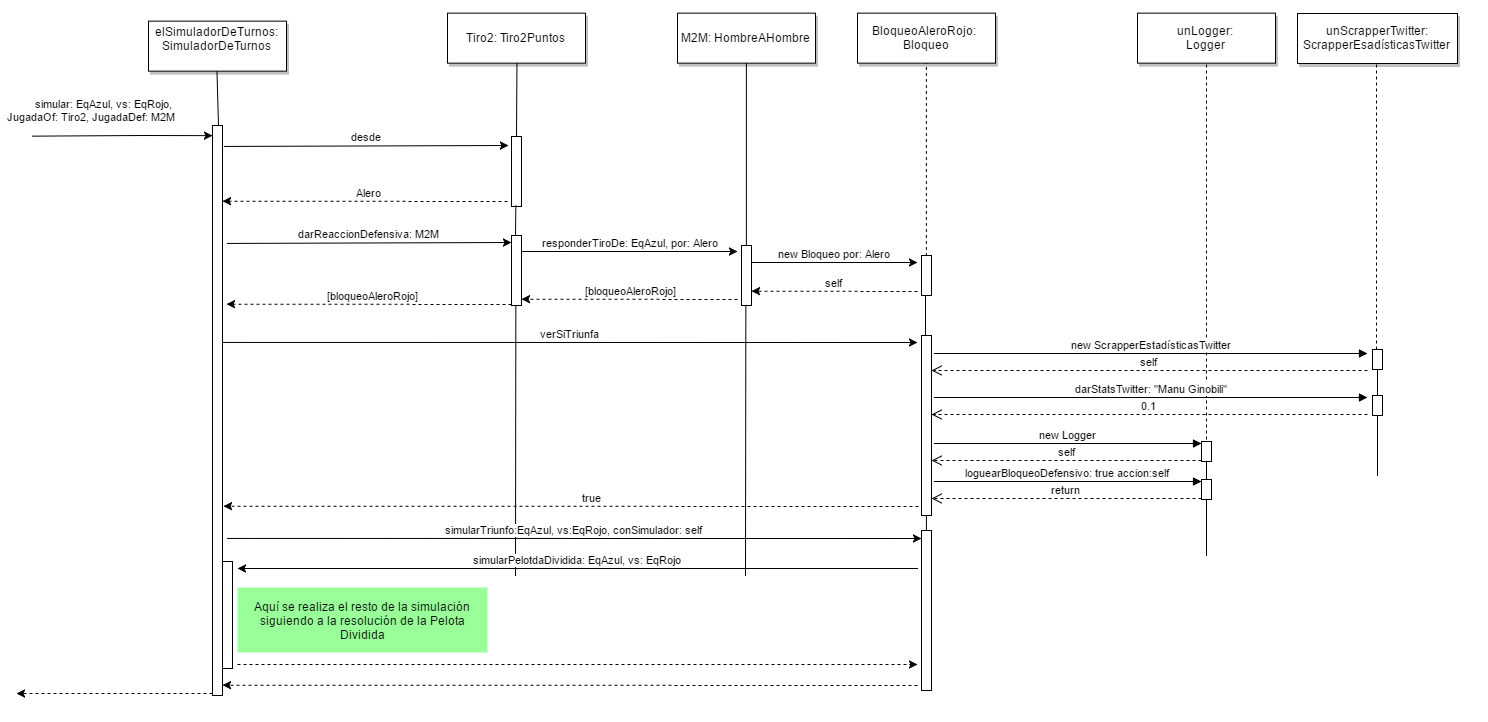 elSimuladorDeTurnos:
SimuladorDeTurnos
Tiro2: Tiro2Puntos
M2M: HombreAHombre
BloqueoAleroRojo:
Bloqueo
unLogger:
Logger
unScrapperTwitter:
ScrapperEsadísticasTwitter
simular: EqAzul, vs: EqRojo,
JugadaOf: Tiro2, JugadaDef: M2M
desde
Alero
darReaccionDefensiva: M2M
responderTiroDe: EqAzul, por: Alero
new Bloqueo por: Alero
self
[bloqueoAleroRojo]
[bloqueoAleroRojo]
verSiTriunfa
new ScrapperEstadísticasTwitter
self
darStatsTwitter: "Manu Ginobili"
0.1
new Logger
self
loguearBloqueoDefensivo: true accion:self
return
true
simularTriunfo:EqAzul, vs:EqRojo, conSimulador: self
simularPelotdaDividida: EqAzul, vs: EqRojo
Aquí se realiza el resto de la simulación
siguiendo a la resolución de la Pelota
Dividida